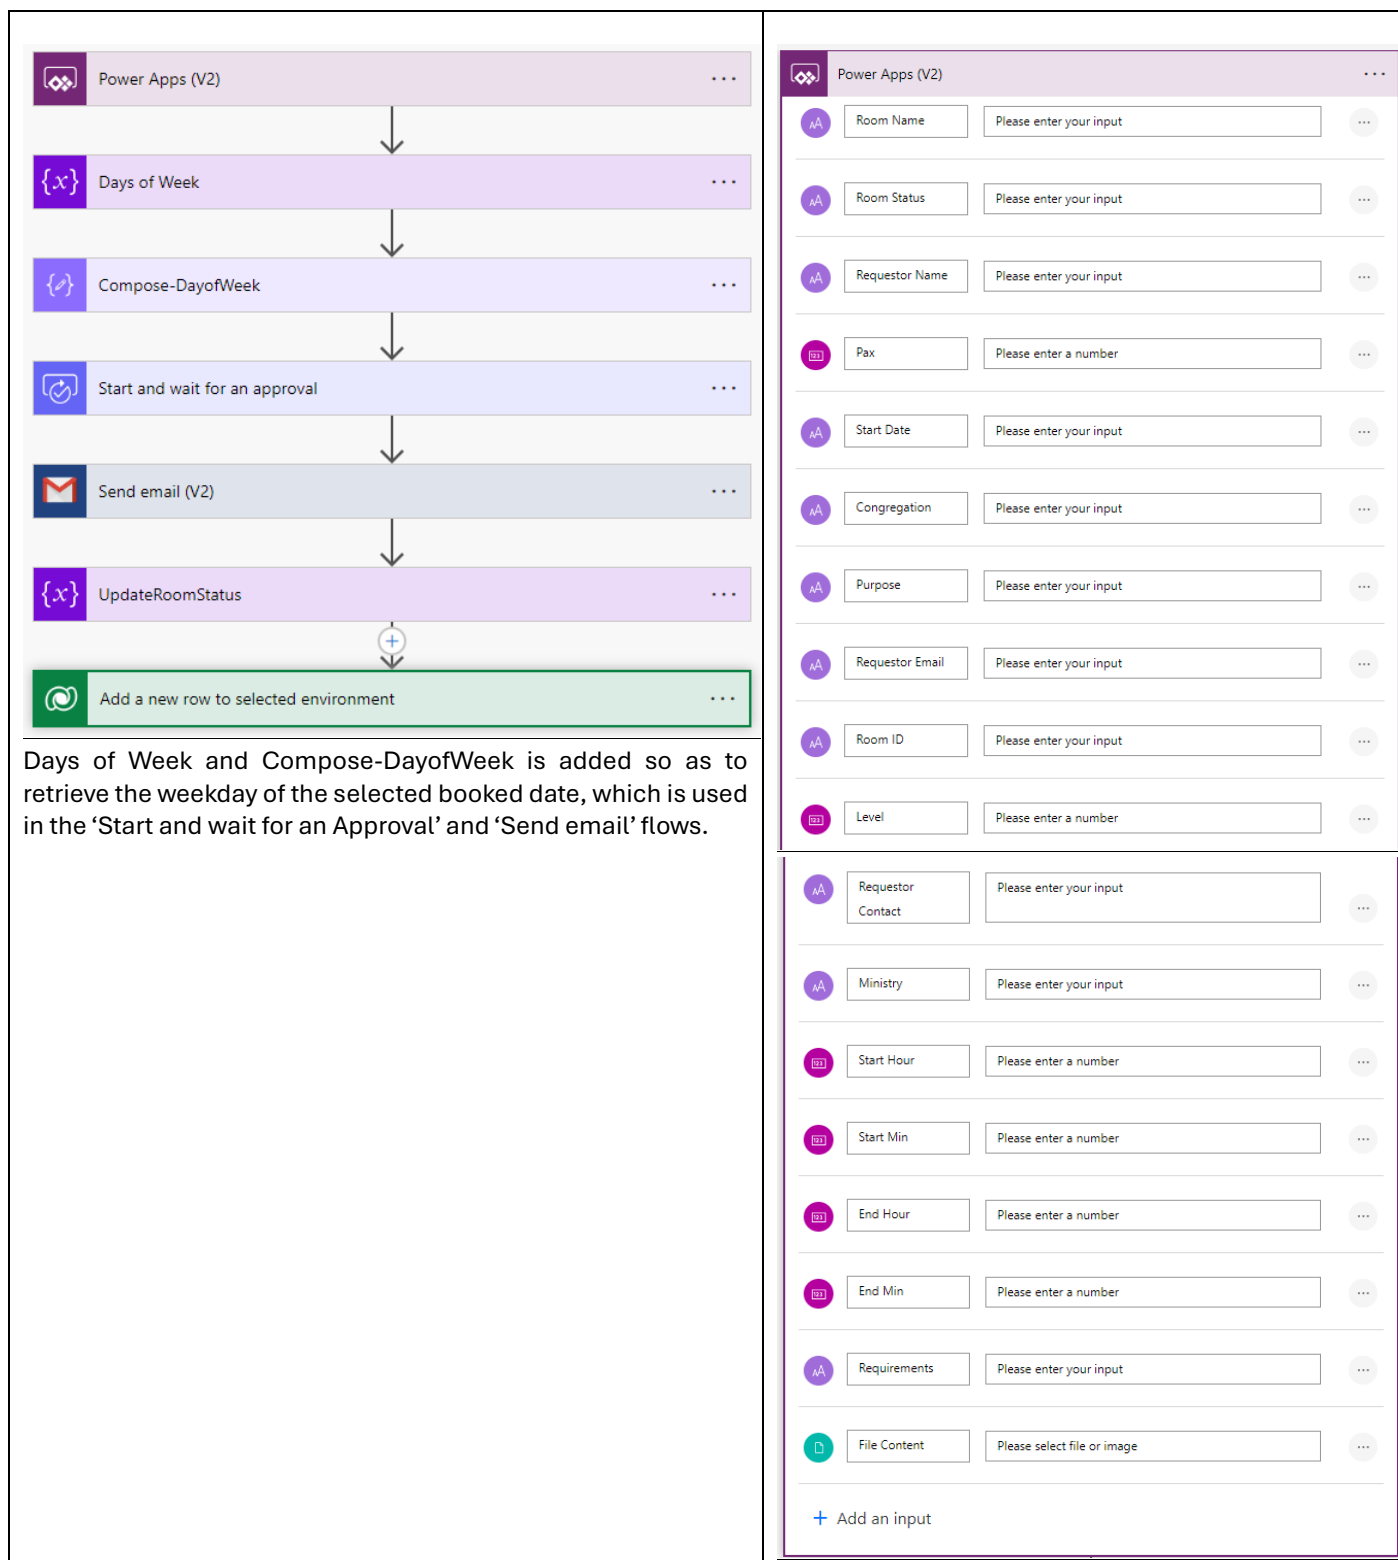 Power Apps (V2)
Days of Week
Compose-DayofWeek
Start and wait for an approval
Send email (V2)
UpdateRoomStatus
Add a new row to selected environment
Days of Week and Compose-DayofWeek is added so as to
retrieve the weekday of the selected booked date, which is used
in the ‘Start and wait for an Approval’ and ‘Send email’ flows.
Power Apps (V2)
Room Name Please enter your input
Room Status Please enter your input
Requestor Name Please enter your input
Pax Please enter a number
Start Date Please enter your input
Congregation Please enter your input
Purpose Please enter your input
Requestor Email Please enter your input
Room ID Please enter your input
Level Please enter a number
Requestor Please enter your input
Contact
Ministry Please enter your input
Start Hour Please enter a number
Start Min Please enter a number
End Hour Please enter a number
End Min Please enter a number
Requirements Please enter your input
File Content Please select file or image
+ Add an input